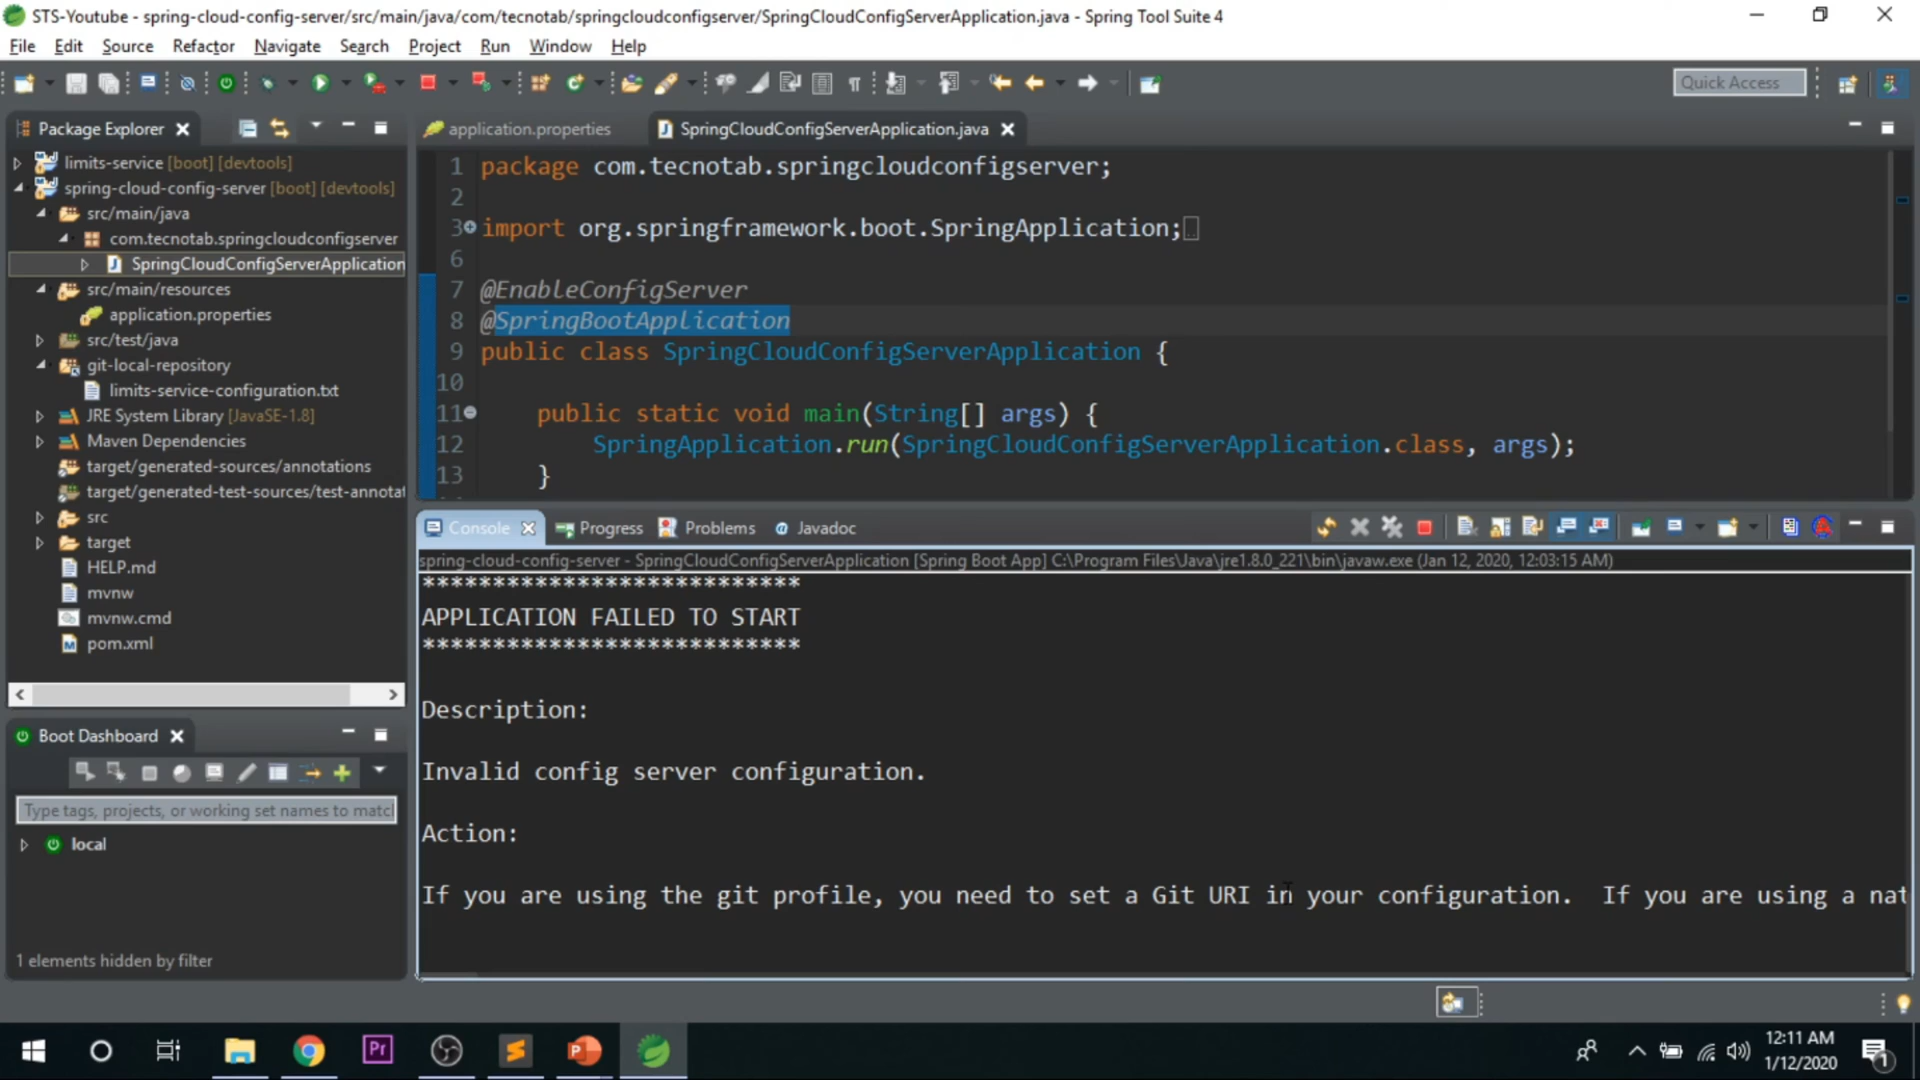 STS-Youtube - spring-cloud-config-server/src/main/java/com/tecnotab/springcloudconfigserver/SpringCloudConfigServerApplication.java - Spring Tool Suite 4
File Edit Source Refactor Navigate Search Project Run Window Help
Quick Access
Package Explorer
limits-service [boot] [devtools]
spring-cloud-config-server [boot] [devtools]
src/main/java
com.tecnotab.springcloudconfigserver
SpringCloudConfigServerApplication
src/main/resources
application.properties
src/test/java
git-local-repository
limits-service-configuration.txt
JRE System Library [JavaSE-1.8]
Maven Dependencies
target/generated-sources/annotations
target/generated-test-sources/test-annotat
src
target
HELP.md
mvnw
mvnw.cmd
pom.xml
Boot Dashboard
Type tags, projects, or working set names to matcl
local
1 elements hidden by filter
application.properties SpringCloudConfigServerApplication.java
1 package com.tecnotab.springcloudconfigserver;
2
3 import org.springframework.boot.SpringApplication;
6
7 @EnableConfigServer
8 @SpringBootApplication
9 public class SpringCloudConfigServerApplication {
10
11 public static void main(String[] args) {
12 SpringApplication.run(SpringCloudConfigServerApplication.class, args);
13 }
Console Progress Problems @ Javadoc
spring-cloud-config-server - SpringCloudConfigServerApplication [Spring Boot App] C:\Program Files\Java\jre1.8.0_221\bin\javaw.exe (Jan 12, 2020, 12:03:15 AM)
***************************
APPLICATION FAILED TO START
***************************
Description:
Invalid config server configuration.
Action:
If you are using the git profile, you need to set a Git URI in your configuration.  If you are using a nat
Pr
12:11 AM
1/12/2020
1